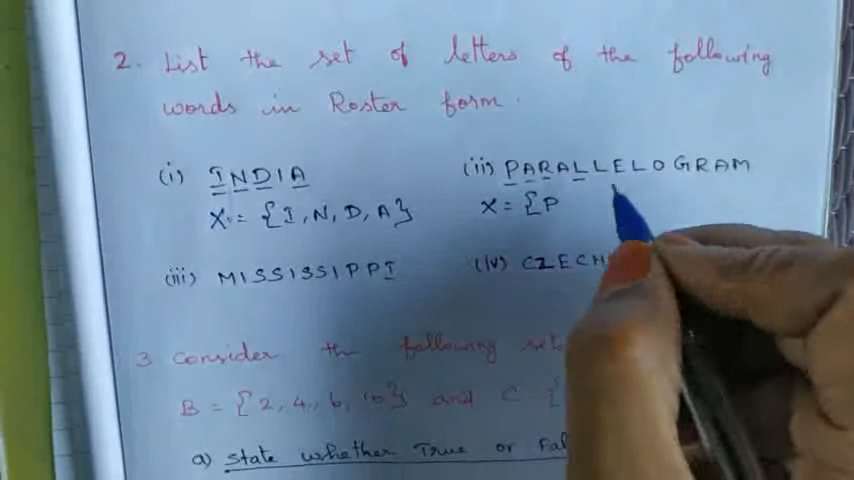 2. List the set of letters of the following
words in Roster form.
(i) INDIA
X = {I, N, D, A}
(ii) PARALLELOGRAM
X = {P
(iii) MISSISSIPPI
(iv) CZECH
3 Consider the following
B = {2, 4, 6, 10} and C {
a) State whether True or